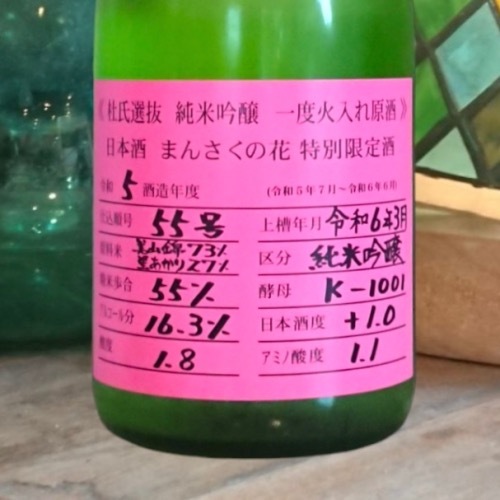 《杜氏選抜 純米吟醸 一度火入れ原酒》
日本酒 まんさくの花 特別限定酒
令和5酒造年度 (令和5年7月~令和6年6月)
仕込順号 55号 上槽年月 令和6年3月
原料米 美山錦73% 星あかり27% 区分 純米吟醸
精米歩合 55% 酵母 K-1001
アルコール分 16.3% 日本酒度 +1.0
酸度 1.8 アミノ酸度 1.1